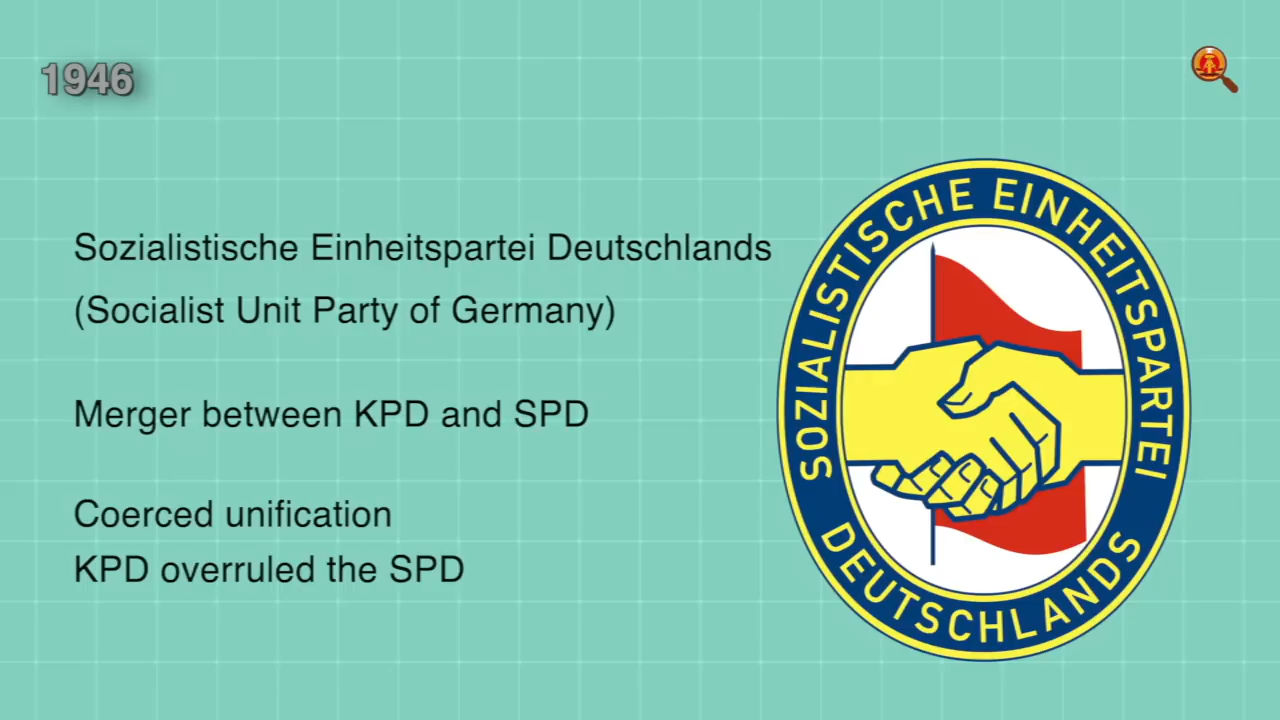 1946
Sozialistische Einheitspartei Deutschlands
(Socialist Unit Party of Germany)
Merger between KPD and SPD
Coerced unification
KPD overruled the SPD
SOZIALISTISCHE EINHEITSPARTEI
DEUTSCHLANDS